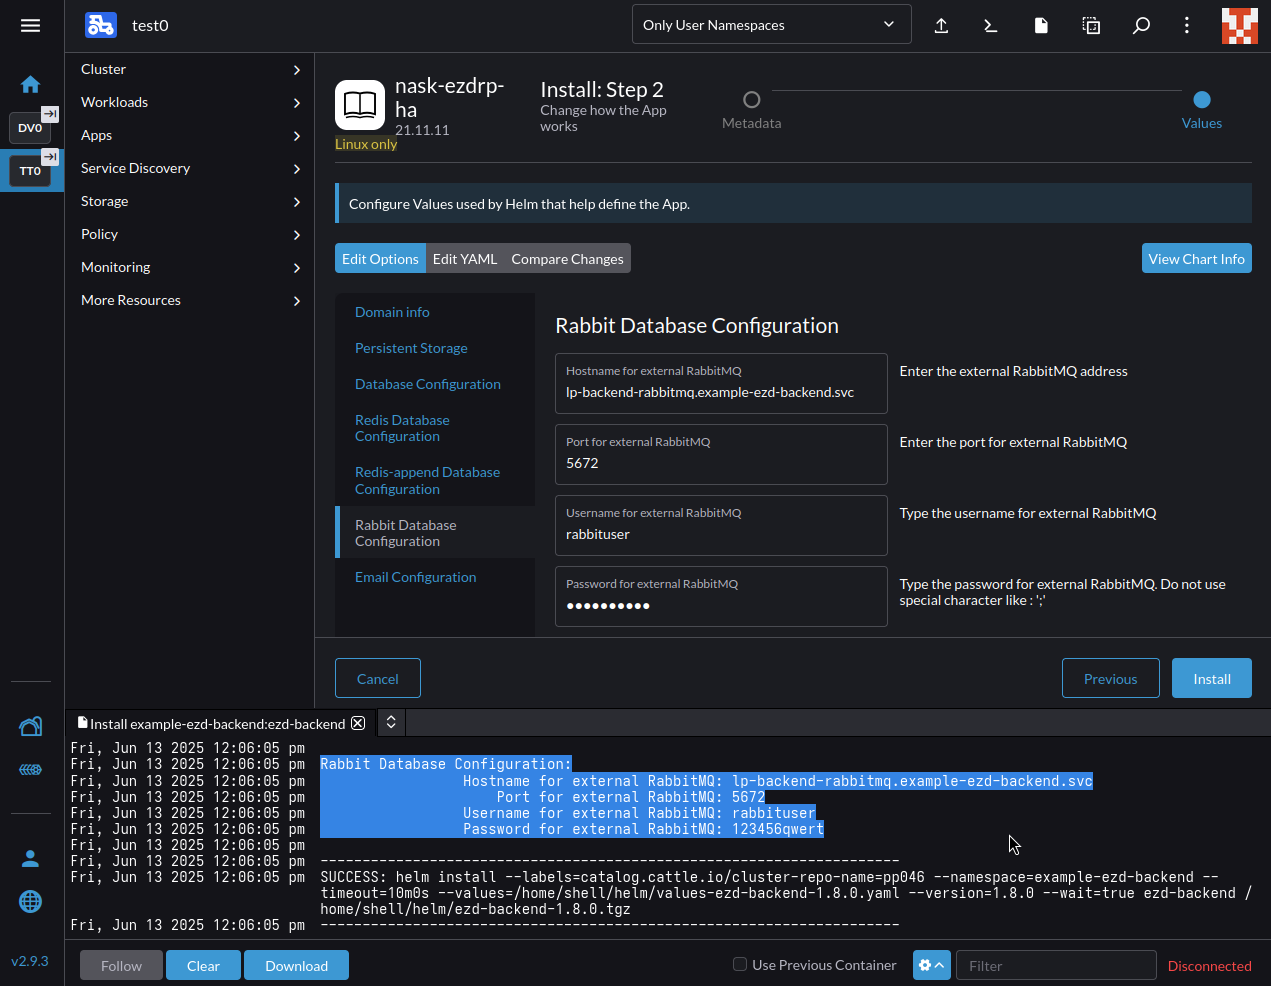 test0
Only User Namespaces
DV0
TT0
Cluster
Workloads
Apps
Service Discovery
Storage
Policy
Monitoring
More Resources
nask-ezdrp-
ha
21.11.11
Linux only
Install: Step 2
Change how the App
works
Metadata
Values
Configure Values used by Helm that help define the App.
Edit Options
Edit YAML
Compare Changes
View Chart Info
Domain info
Persistent Storage
Database Configuration
Redis Database
Configuration
Redis-append Database
Configuration
Rabbit Database
Configuration
Email Configuration
Rabbit Database Configuration
Hostname for external RabbitMQ
lp-backend-rabbitmq.example-ezd-backend.svc
Enter the external RabbitMQ address
Port for external RabbitMQ
5672
Enter the port for external RabbitMQ
Username for external RabbitMQ
rabbituser
Type the username for external RabbitMQ
Password for external RabbitMQ
●●●●●●●●●●
Type the password for external RabbitMQ. Do not use
special character like : ';'
Cancel
Previous
Install
Install example-ezd-backend:ezd-backend
Fri, Jun 13 2025 12:06:05 pm
Fri, Jun 13 2025 12:06:05 pm Rabbit Database Configuration:
Fri, Jun 13 2025 12:06:05 pm Hostname for external RabbitMQ: lp-backend-rabbitmq.example-ezd-backend.svc
Fri, Jun 13 2025 12:06:05 pm Port for external RabbitMQ: 5672
Fri, Jun 13 2025 12:06:05 pm Username for external RabbitMQ: rabbituser
Fri, Jun 13 2025 12:06:05 pm Password for external RabbitMQ: 123456qwert
Fri, Jun 13 2025 12:06:05 pm
Fri, Jun 13 2025 12:06:05 pm ---------------------------------------------------------------------
Fri, Jun 13 2025 12:06:05 pm SUCCESS: helm install --labels=catalog.cattle.io/cluster-repo-name=pp046 --namespace=example-ezd-backend --
timeout=10m0s --values=/home/shell/helm/values-ezd-backend-1.8.0.yaml --version=1.8.0 --wait=true ezd-backend /
home/shell/helm/ezd-backend-1.8.0.tgz
Fri, Jun 13 2025 12:06:05 pm ---------------------------------------------------------------------
v2.9.3
Follow
Clear
Download
Use Previous Container
Filter
Disconnected